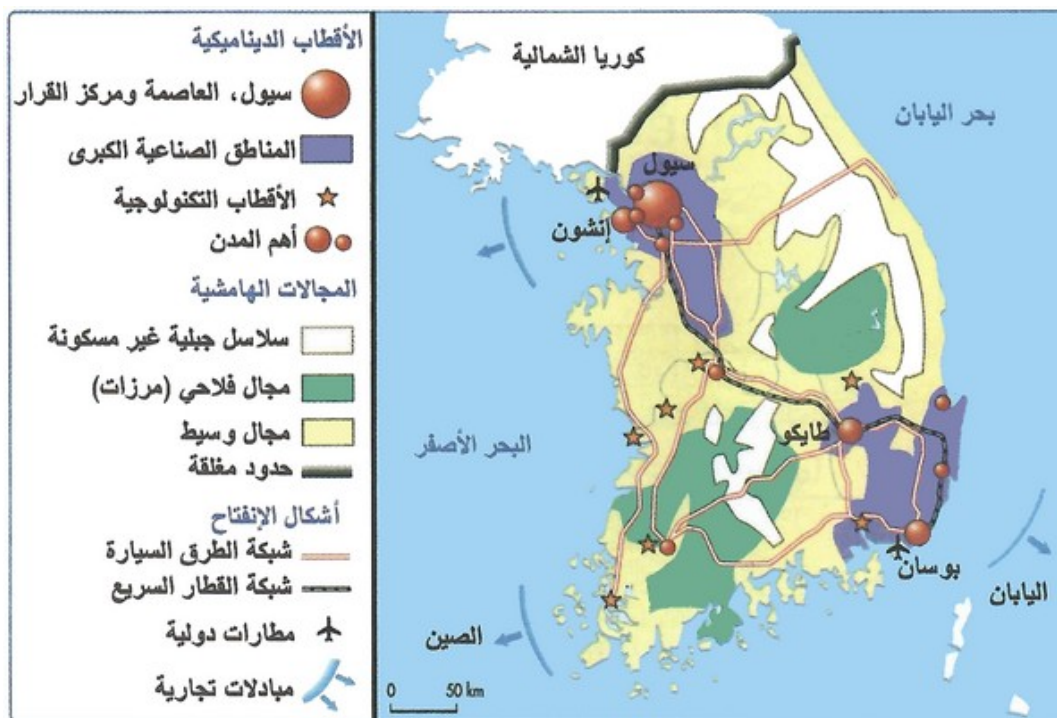 الأقطاب الديناميكية
سيول، العاصمة ومركز القرار
المناطق الصناعية الكبرى
الأقطاب التكنولوجية
أهم المدن
المجالات الهامشية
سلاسل جبلية غير مسكونة
مجال فلاحي (مرزات)
مجال وسيط
حدود مغلقة
أشكال الإنفتاح
شبكة الطرق السيارة
شبكة القطار السريع
مطارات دولية
مبادلات تجارية
كوريا الشمالية
بحر اليابان
سيول
إنشون
طايكو
البحر الأصفر
بوسان
اليابان
الصين
0 50 km